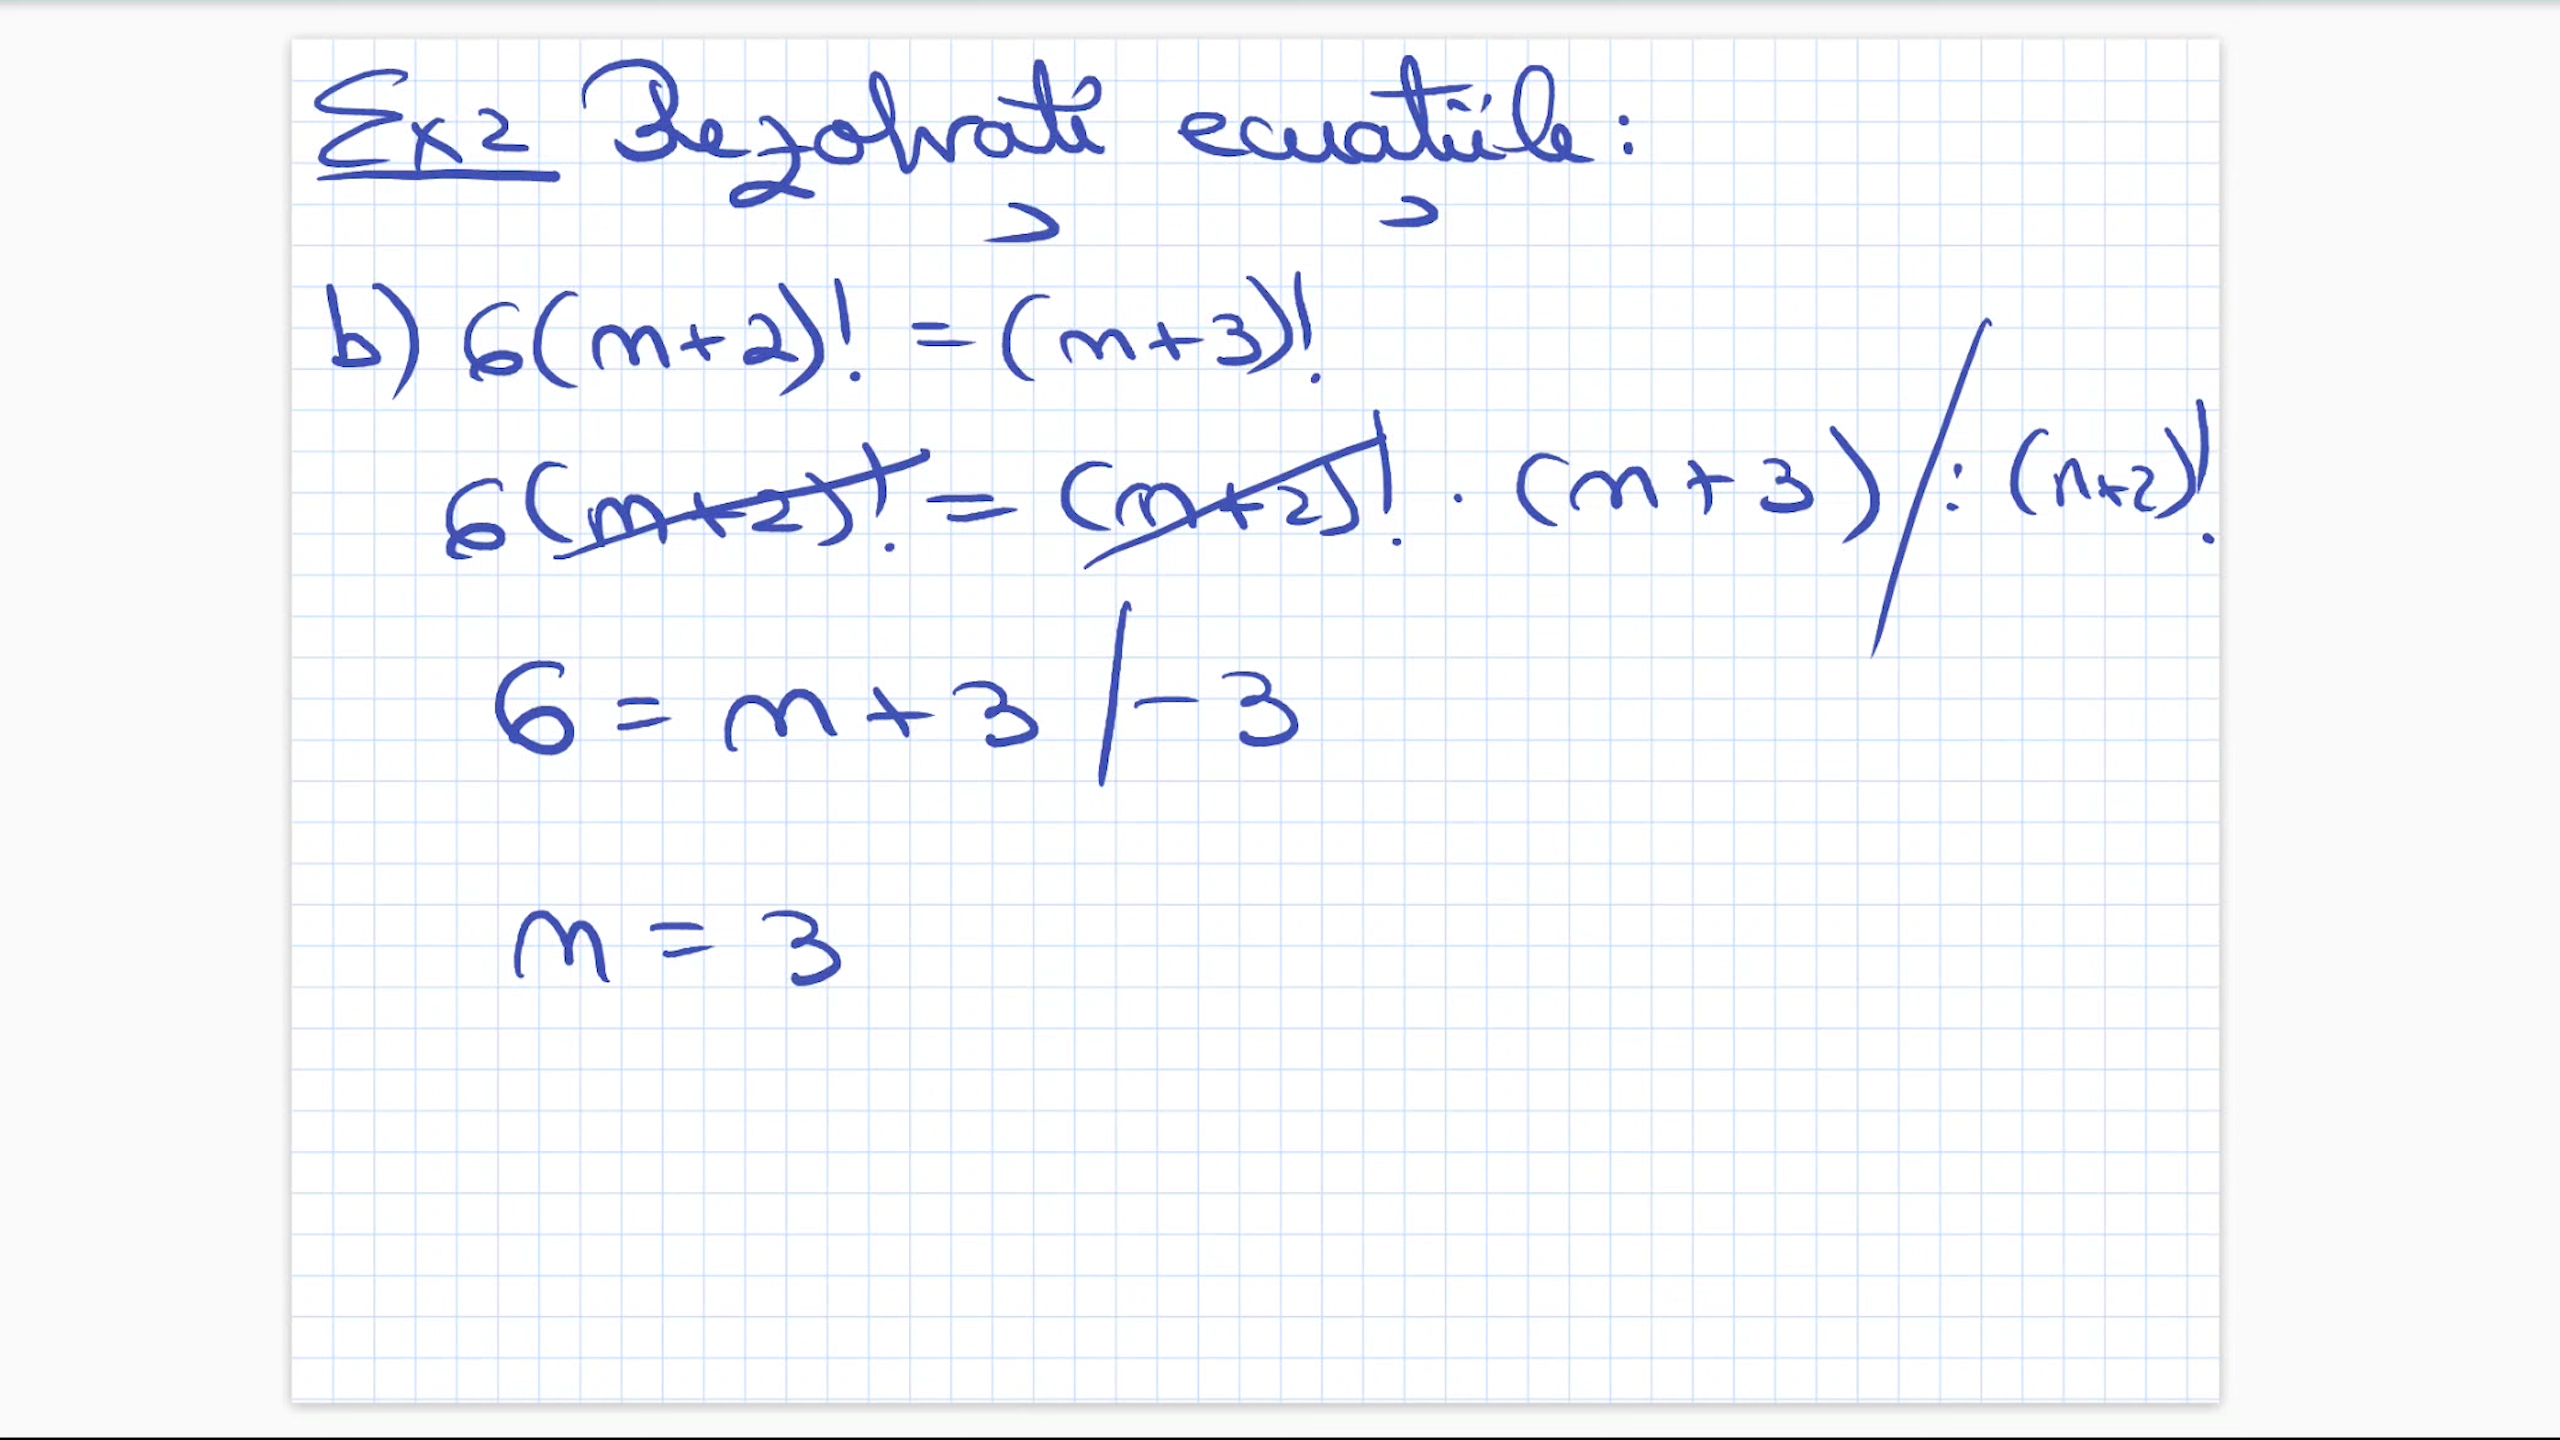 Ex2 Rezolvați ecuațiile:
b) 6(n+2)! = (n+3)!
6(n+2)! = (n+2)! · (n+3) / : (n+2)!
6 = n + 3 / - 3
n = 3